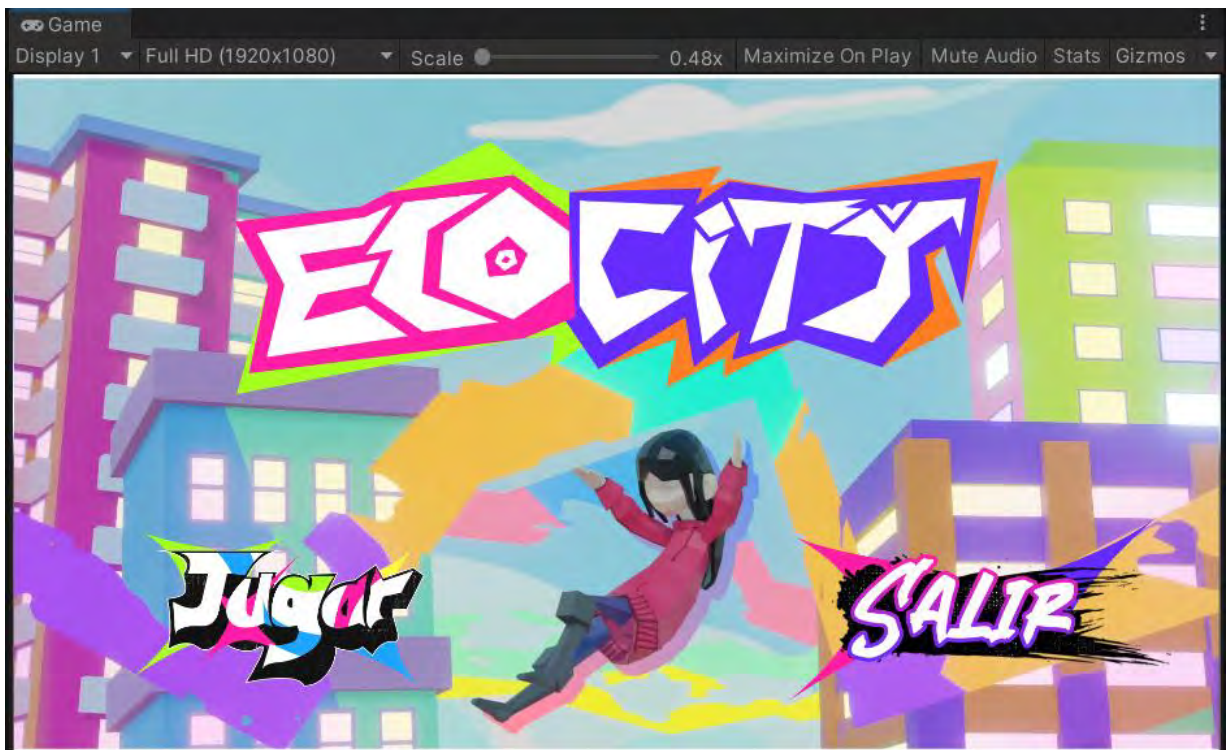 Game
Display 1 Full HD (1920x1080) Scale 0.48x Maximize On Play Mute Audio Stats Gizmos
ECOCiTY
Jugar
SALIR